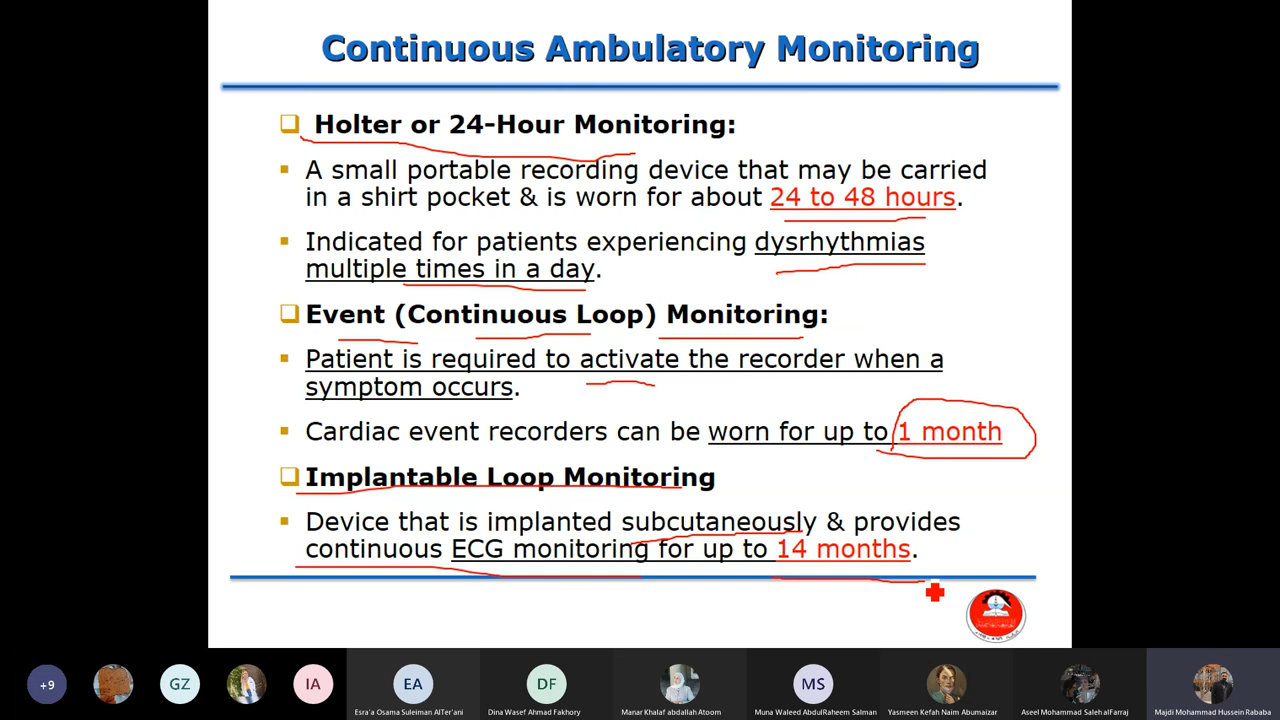 Continuous Ambulatory Monitoring
Holter or 24-Hour Monitoring:
A small portable recording device that may be carried
in a shirt pocket & is worn for about 24 to 48 hours.
Indicated for patients experiencing dysrhythmias
multiple times in a day.
Event (Continuous Loop) Monitoring:
Patient is required to activate the recorder when a
symptom occurs.
Cardiac event recorders can be worn for up to 1 month
Implantable Loop Monitoring
Device that is implanted subcutaneously & provides
continuous ECG monitoring for up to 14 months.
+9
GZ
IA
EA
DF
MS
Esra'a Osama Suleiman AlTer'ani
Dina Wasef Ahmad Fakhory
Manar Khalaf abdallah Atoom
Muna Waleed AbdulRaheem Salman
Yasmeen Kefah Naim Abumaizar
Aseel Mohammad Saleh alFarraj
Majdi Mohammad Hussein Rababa